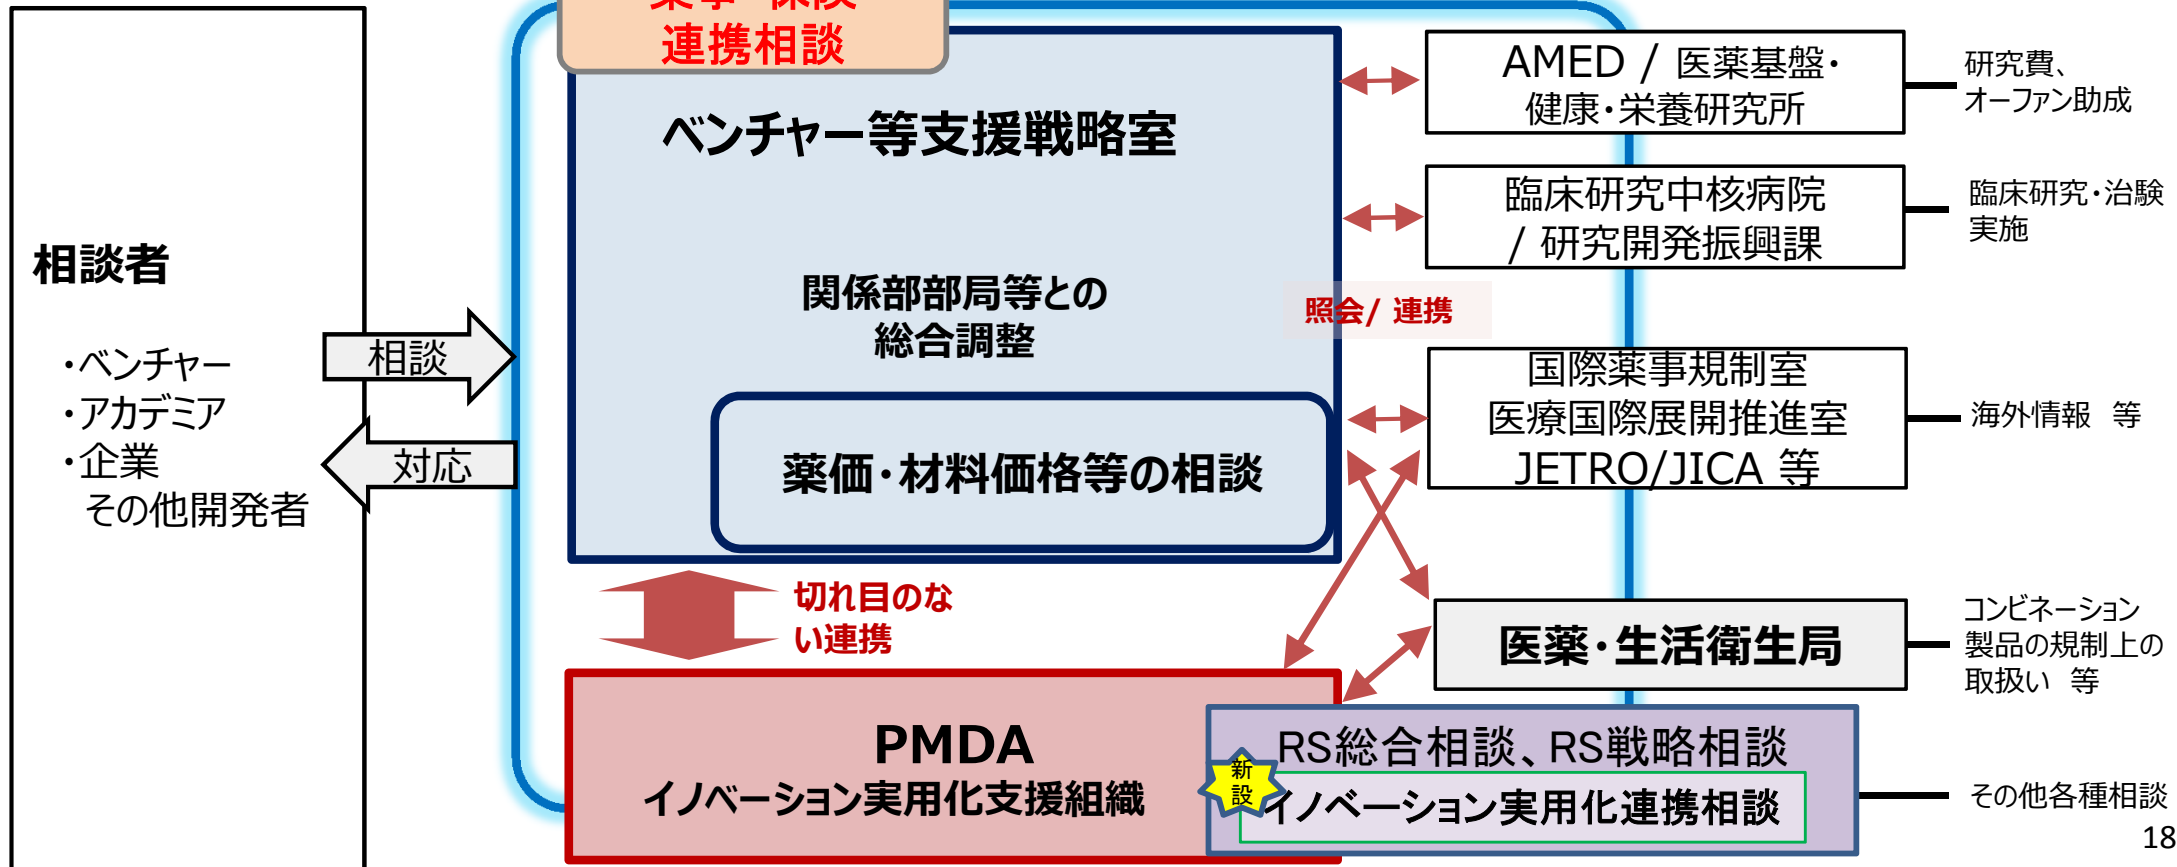 連携相談
ベンチャー等支援戦略室
関係部部局等との
総合調整
薬価・材料価格等の相談
相談者
・ベンチャー
・アカデミア
・企業
その他開発者
相談
対応
切れ目のな
い連携
PMDA
イノベーション実用化支援組織
照会/ 連携
AMED / 医薬基盤・
健康・栄養研究所
研究費、
オーファン助成
臨床研究中核病院
/ 研究開発振興課
臨床研究・治験
実施
国際薬事規制室
医療国際展開推進室
JETRO/JICA 等
海外情報 等
医薬・生活衛生局
コンビネーション
製品の規制上の
取扱い 等
RS総合相談、RS戦略相談
新
設
イノベーション実用化連携相談
その他各種相談
18